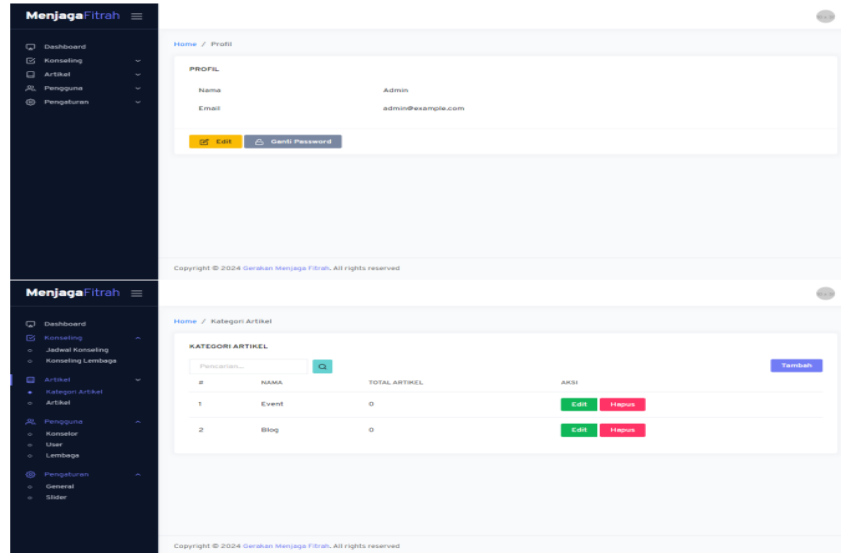 MenjagaFitrah
Dashboard
Konseling
Artikel
Pengguna
Pengaturan
Home / Profil
PROFIL
Nama Admin
Email admin@example.com
Edit Ganti Password
Copyright © 2024 Gerakan Menjaga Fitrah. All rights reserved
MenjagaFitrah
Dashboard
Konseling
Jadwal Konseling
Konseling Lembaga
Artikel
Kategori Artikel
Artikel
Pengguna
Konselor
User
Lembaga
Pengaturan
General
Slider
Home / Kategori Artikel
KATEGORI ARTIKEL
Pencarian... Tambah
# NAMA TOTAL ARTIKEL AKSI
1 Event 0 Edit Hapus
2 Blog 0 Edit Hapus
Copyright © 2024 Gerakan Menjaga Fitrah. All rights reserved